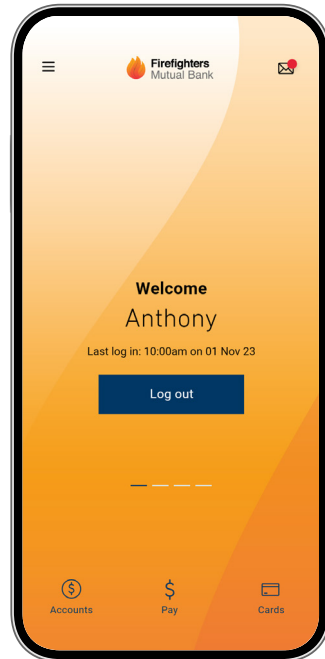 Firefighters
Mutual Bank
Welcome
Anthony
Last log in: 10:00am on 01 Nov 23
Log out
Accounts
Pay
Cards